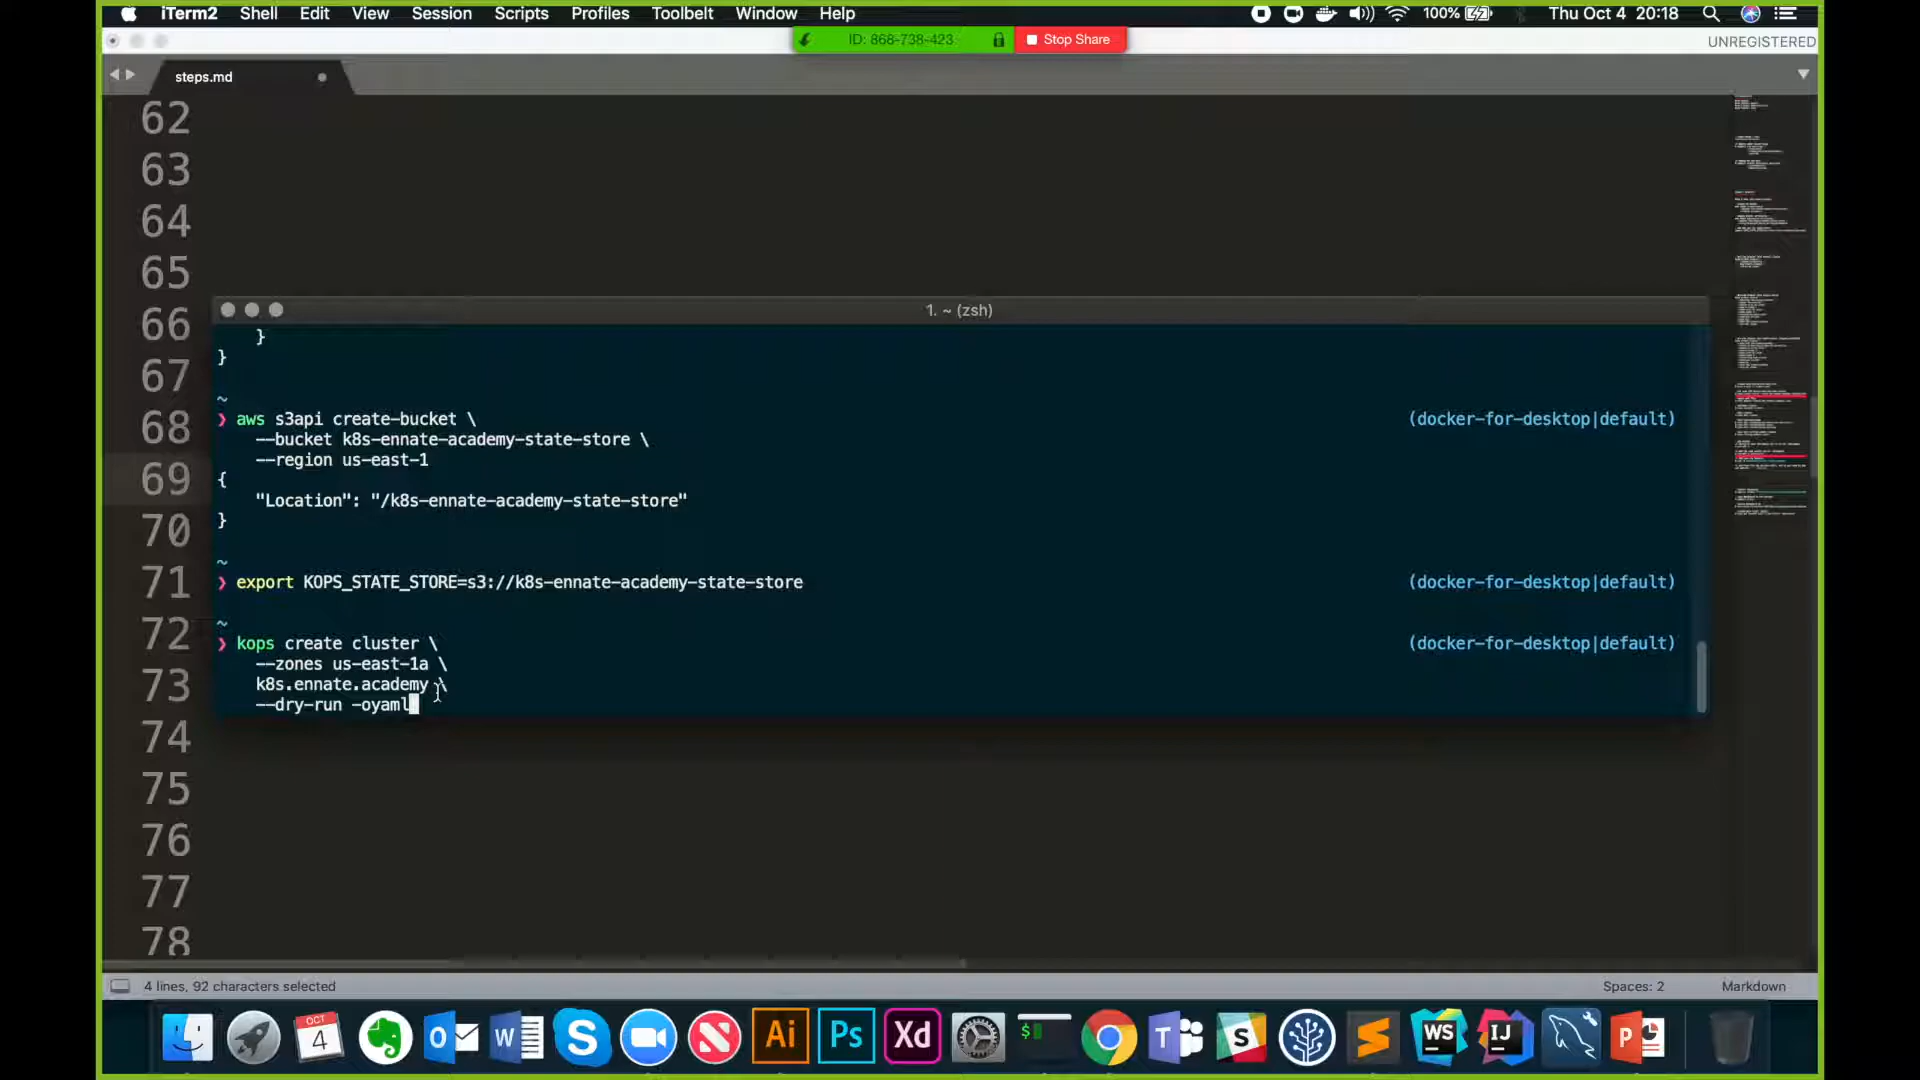 iTerm2 Shell Edit View Session Scripts Profiles Toolbelt Window Help 100% Thu Oct 4 20:18
ID: 868-738-423 Stop Share
UNREGISTERED
steps.md
62
63
64
65
66
67
68
69
70
71
72
73
74
75
76
77
78
1. ~ (zsh)
}
}
~
❯ aws s3api create-bucket \ (docker-for-desktop|default)
--bucket k8s-ennate-academy-state-store \
--region us-east-1
{
"Location": "/k8s-ennate-academy-state-store"
}
~
❯ export KOPS_STATE_STORE=s3://k8s-ennate-academy-state-store (docker-for-desktop|default)
~
❯ kops create cluster \ (docker-for-desktop|default)
--zones us-east-1a \
k8s.ennate.academy \
--dry-run -oyaml
4 lines, 92 characters selected Spaces: 2 Markdown
OCT
4
Ai
Ps
Xd
$
WS
IJ